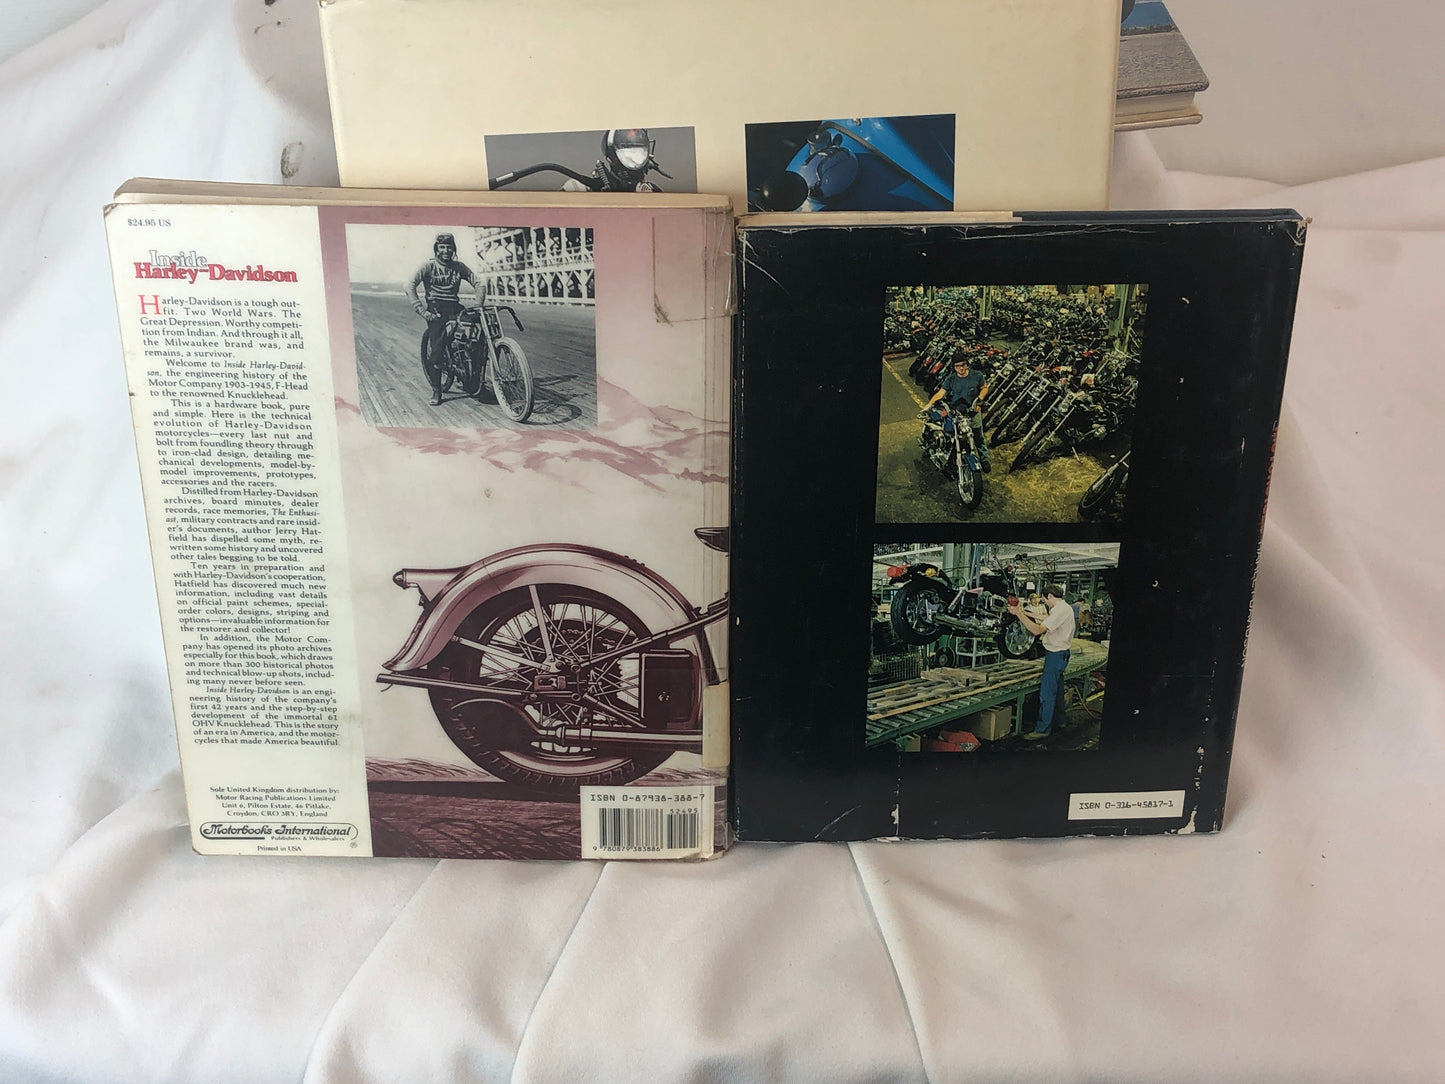 $24.95 US
Inside
Harley-Davidson
Harley-Davidson is a tough out-
fit. Two World Wars. The
Great Depression. Worthy competi-
tion from Indian. And through it all,
the Milwaukee brand was, and
remains, a survivor.
Welcome to Inside Harley-David-
son, the engineering history of the
Motor Company 1903-1945, F-Head
to the renowned Knucklehead.
This is a hardware book, pure
and simple. Here is the technical
evolution of Harley-Davidson
motorcycles—every last nut and
bolt from foundling theory through
to iron-clad design, detailing me-
chanical developments, model-by-
model improvements, prototypes,
accessories and the racers.
Distilled from Harley-Davidson
archives, board minutes, dealer
records, race memories, The Enthusi-
ast, military contracts and rare insid-
er's documents, author Jerry Hat-
field has dispelled some myth, re-
written some history and uncovered
other tales begging to be told.
Ten years in preparation and
with Harley-Davidson's cooperation,
Hatfield has discovered much new
information, including vast details
on official paint schemes, special-
order colors, designs, striping and
options—invaluable information for
the restorer and collector!
In addition, the Motor Com-
pany has opened its photo archives
especially for this book, which draws
on more than 300 historical photos
and technical blow-up shots, includ-
ing many never before seen.
Inside Harley-Davidson is an engi-
neering history of the company's
first 42 years and the step-by-step
development of the immortal 61
OHV Knucklehead. This is the story
of an era in America, and the motor-
cycles that made America beautiful.
Sole United Kingdom distribution by:
Motor Racing Publications Limited
Unit 6, Pilton Estate, 46 Pitlake,
Croydon, CRO 3RY, England
Motorbooks International
Publishers & Wholesalers
®
Printed in USA
ISBN 0-87938-388-7
52495
9 780879 383886
ISBN 0-316-45817-1